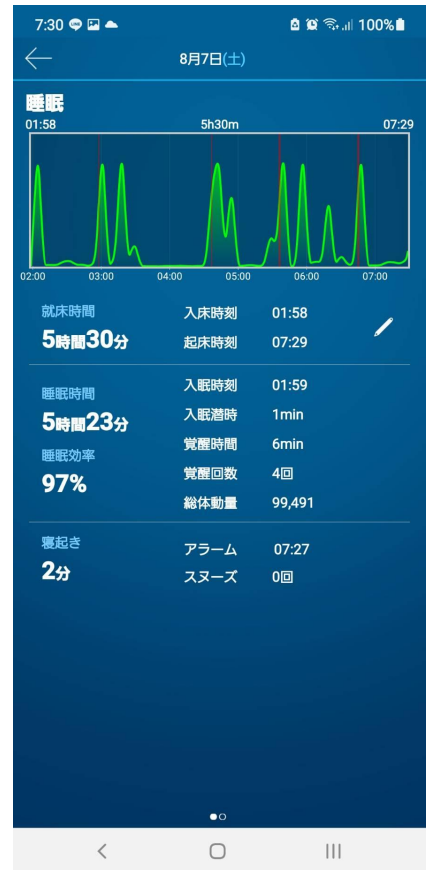 7:30 100%
8月7日(土)
睡眠
01:58 5h30m 07:29
02:00 03:00 04:00 05:00 06:00 07:00
就床時間 入床時刻 01:58
5時間30分 起床時刻 07:29
入眠時刻 01:59
睡眠時間
5時間23分 入眠潜時 1min
覚醒時間 6min
睡眠効率
97% 覚醒回数 4回
総体動量 99,491
寝起き アラーム 07:27
2分 スヌーズ 0回